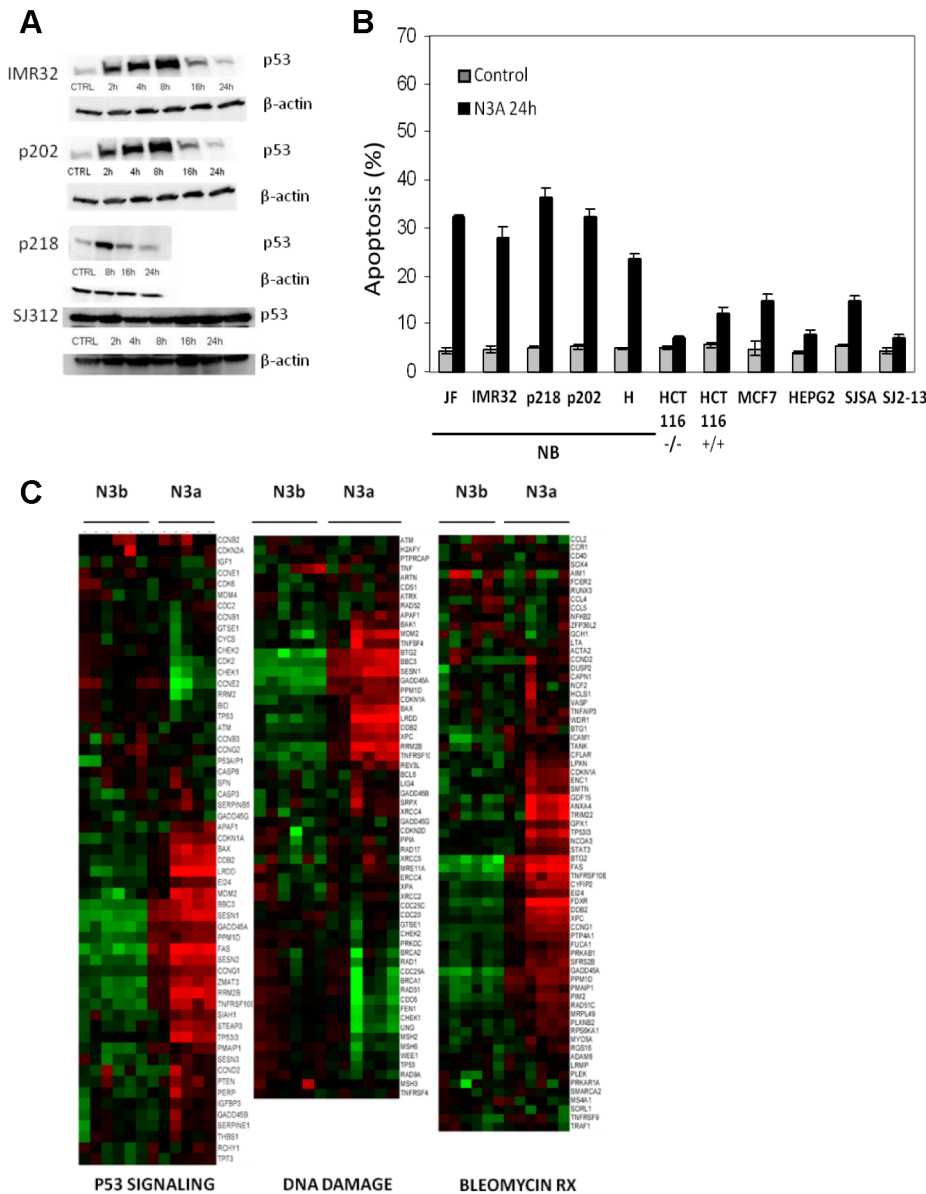 A
IMR32
p53
CTRL 2h 4h 8h 16h 24h
β-actin
p202
p53
CTRL 2h 4h 8h 16h 24h
β-actin
p218
p53
CTRL 8h 16h 24h
β-actin
SJ312
p53
CTRL 2h 4h 8h 16h 24h
β-actin
B
Apoptosis (%)
70
60
50
40
30
20
10
0
Control
N3A 24h
JF IMR32 p218 p202 H HCT 116 -/- HCT 116 +/+ MCF7 HEPG2 SJSA SJ2-13
NB
C
N3b N3a
CCNB2
CDKN2A
IGF1
CCNE1
CDK6
MDM4
CDC2
CCNB1
GTSE1
CYCS
CHEK2
CDK2
CHEK1
CCNE2
RRM2
BID
TP53
ATM
CCNB3
CCNG2
P53AIP1
CASP8
SFN
CASP3
SERPINB5
GADD45G
APAF1
CDKN1A
BAX
DDB2
LRDD
EI24
MDM2
BBC3
SESN1
GADD45A
PPM1D
FAS
SESN2
CCNG1
ZMAT3
RRM2B
TNFRSF10B
SIAH1
STEAP3
TP53I3
PMAIP1
SESN3
CCND2
PTEN
PERP
IGFBP3
GADD45B
SERPINE1
THBS1
RCHY1
TP73
P53 SIGNALING
N3b N3a
ATM
H2AFY
PTPRCAP
TNF
ARTN
CDS1
ATRX
RAD52
APAF1
BAK1
MDM2
TNFSF4
BTG2
BBC3
SESN1
GADD45A
PPM1D
CDKN1A
BAX
LRDD
DDB2
XPC
RRM2B
TNFRSF1
REV3L
BCL6
LIG4
GADD45B
SRPX
XRCC4
GADD45G
CDKN2D
PPIA
RAD17
XRCC5
MRE11A
ERCC4
XPA
XRCC2
CDC25C
CDC20
GTSE1
CHEK2
PRKDC
BRCA2
RAD1
CDC25A
BRCA1
RAD51
CDC6
FEN1
CHEK1
UNG
MSH2
MSH6
WEE1
TP53
RAD9A
MSH3
TNFRSF4
DNA DAMAGE
N3b N3a
CCL2
CCR1
CD40
SOX4
AIM1
FCER2
RUNX3
CCL4
CCL5
NFKB2
ZFP36L2
GCH1
LTA
ACTA2
CCND2
DUSP2
CAPN1
NCF2
HCLS1
VASP
TNFAIP3
WDR1
BTG1
ICAM1
TANK
CFLAR
LPXN
CDKN1A
ENC1
SMTN
GDF15
ANXA4
TRIM22
GPX1
TP53I3
NCOA3
STAT3
BTG2
FAS
TNFRSF10B
CYFIP2
EI24
FDXR
DDB2
XPC
CCNG1
PTP4A1
FUCA1
PRKAB1
SFRS2B
GADD45A
PPM1D
PMAIP1
PIM2
RAD51C
MRPL49
PLXNB2
RPS6KA1
MYO5A
RGS16
ADAM8
LRMP
PLEK
PRKAR1A
SMARCA2
MS4A1
SORL1
TNFRSF9
TRAF1
BLEOMYCIN RX